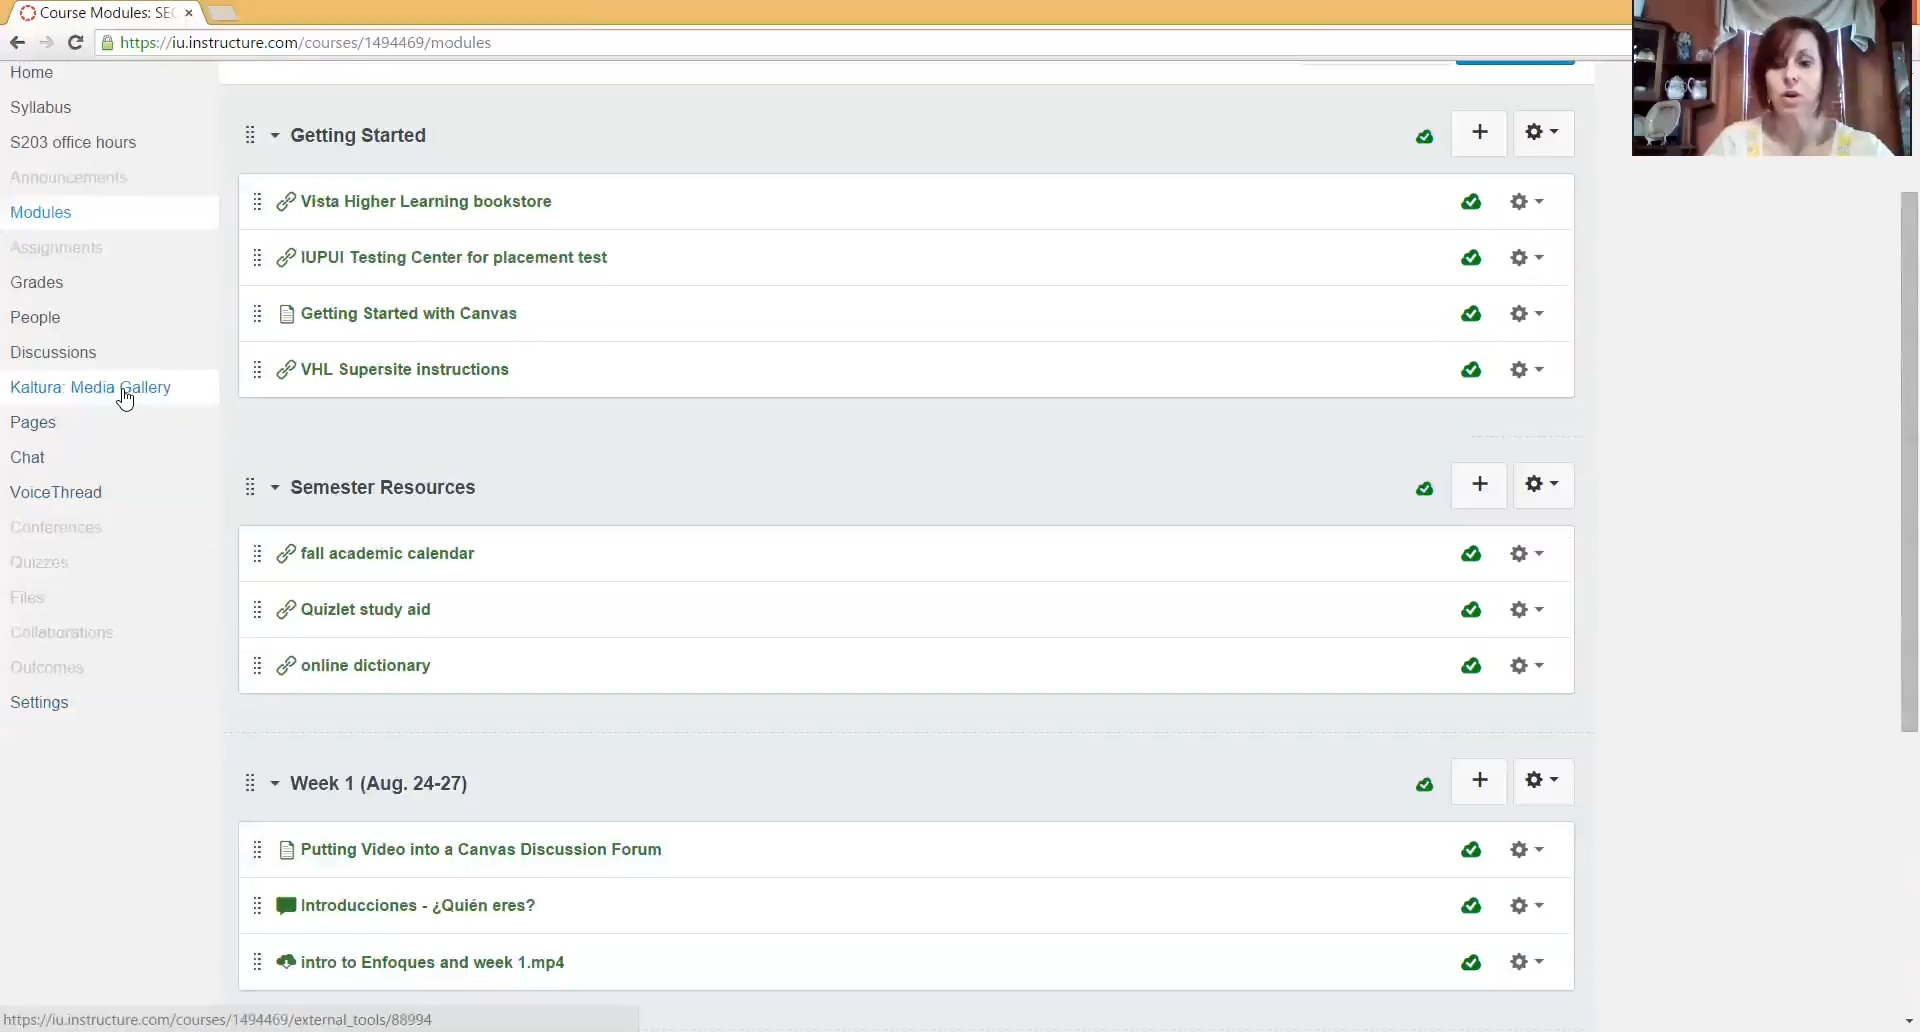 Course Modules: SEC
https://iu.instructure.com/courses/1494469/modules
Home
Syllabus
S203 office hours
Announcements
Modules
Assignments
Grades
People
Discussions
Kaltura: Media Gallery
Pages
Chat
VoiceThread
Conferences
Quizzes
Files
Collaborations
Outcomes
Settings
Getting Started
Vista Higher Learning bookstore
IUPUI Testing Center for placement test
Getting Started with Canvas
VHL Supersite instructions
Semester Resources
fall academic calendar
Quizlet study aid
online dictionary
Week 1 (Aug. 24-27)
Putting Video into a Canvas Discussion Forum
Introducciones - ¿Quién eres?
intro to Enfoques and week 1.mp4
https://iu.instructure.com/courses/1494469/external_tools/88994